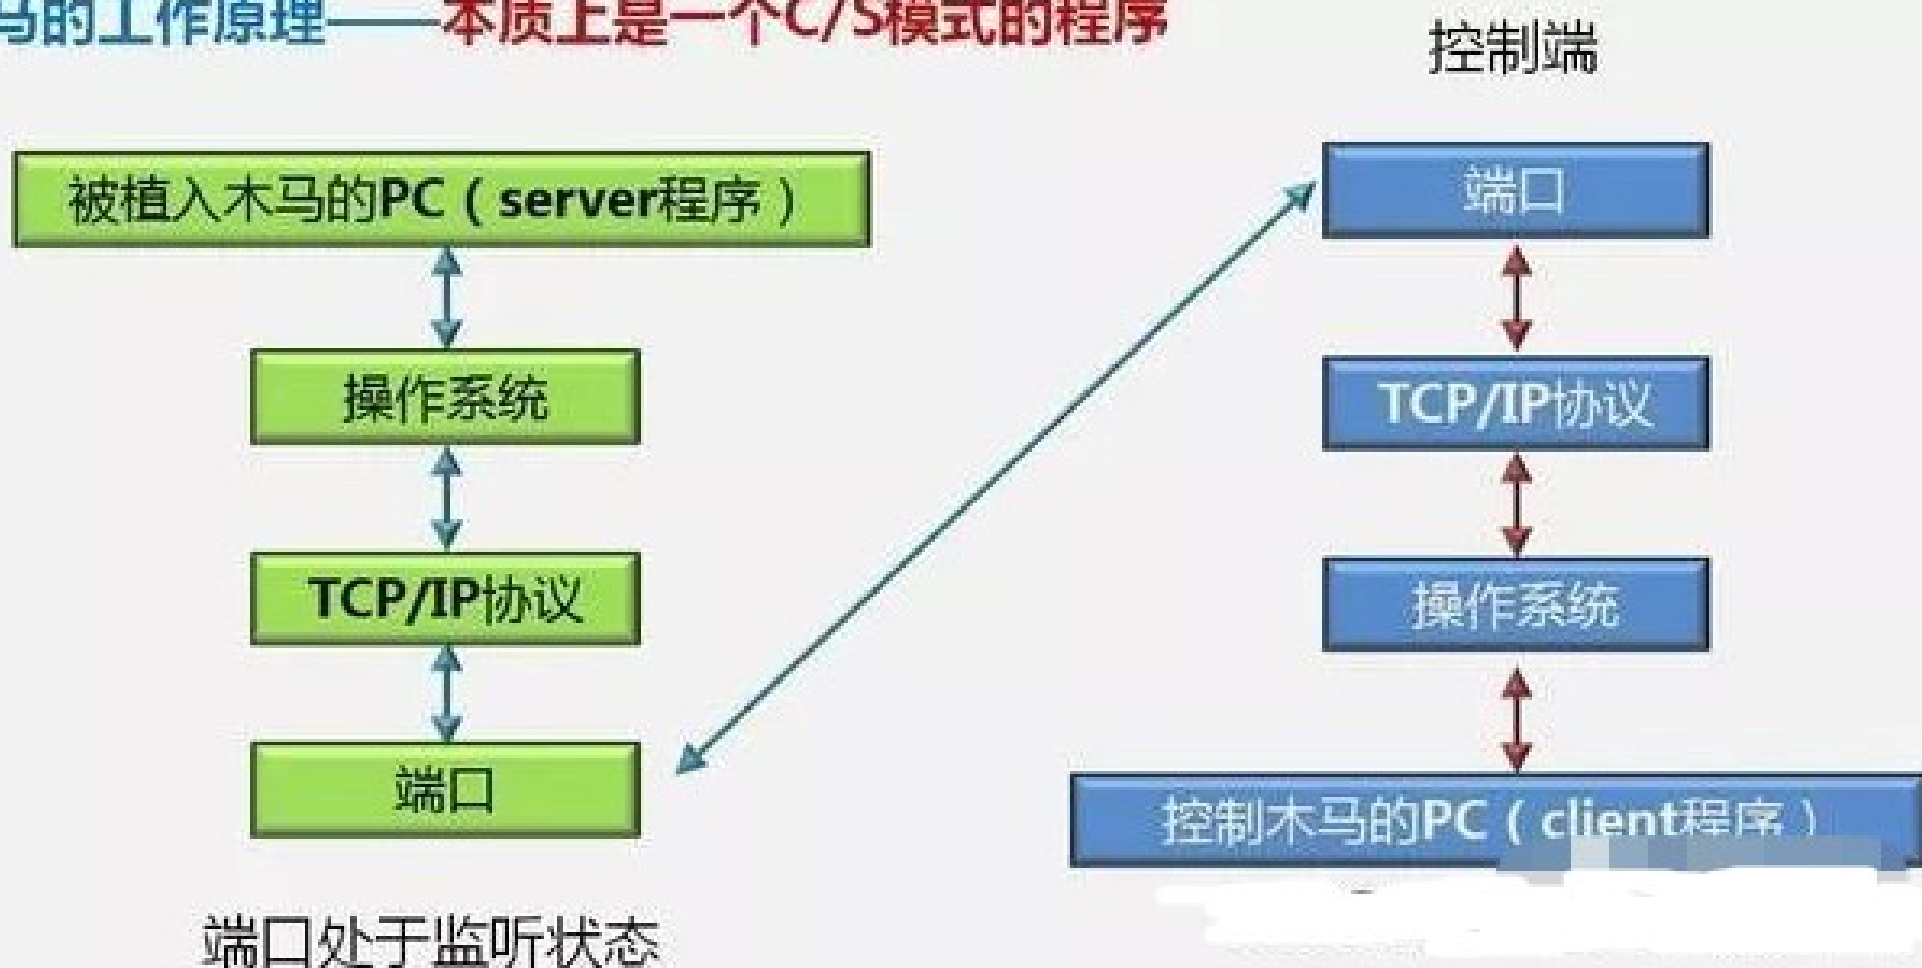 马的工作原理——本质上是一个C/S模式的程序
控制端
被植入木马的PC（server程序）
操作系统
TCP/IP协议
端口
端口处于监听状态
端口
TCP/IP协议
操作系统
控制木马的PC（client程序）